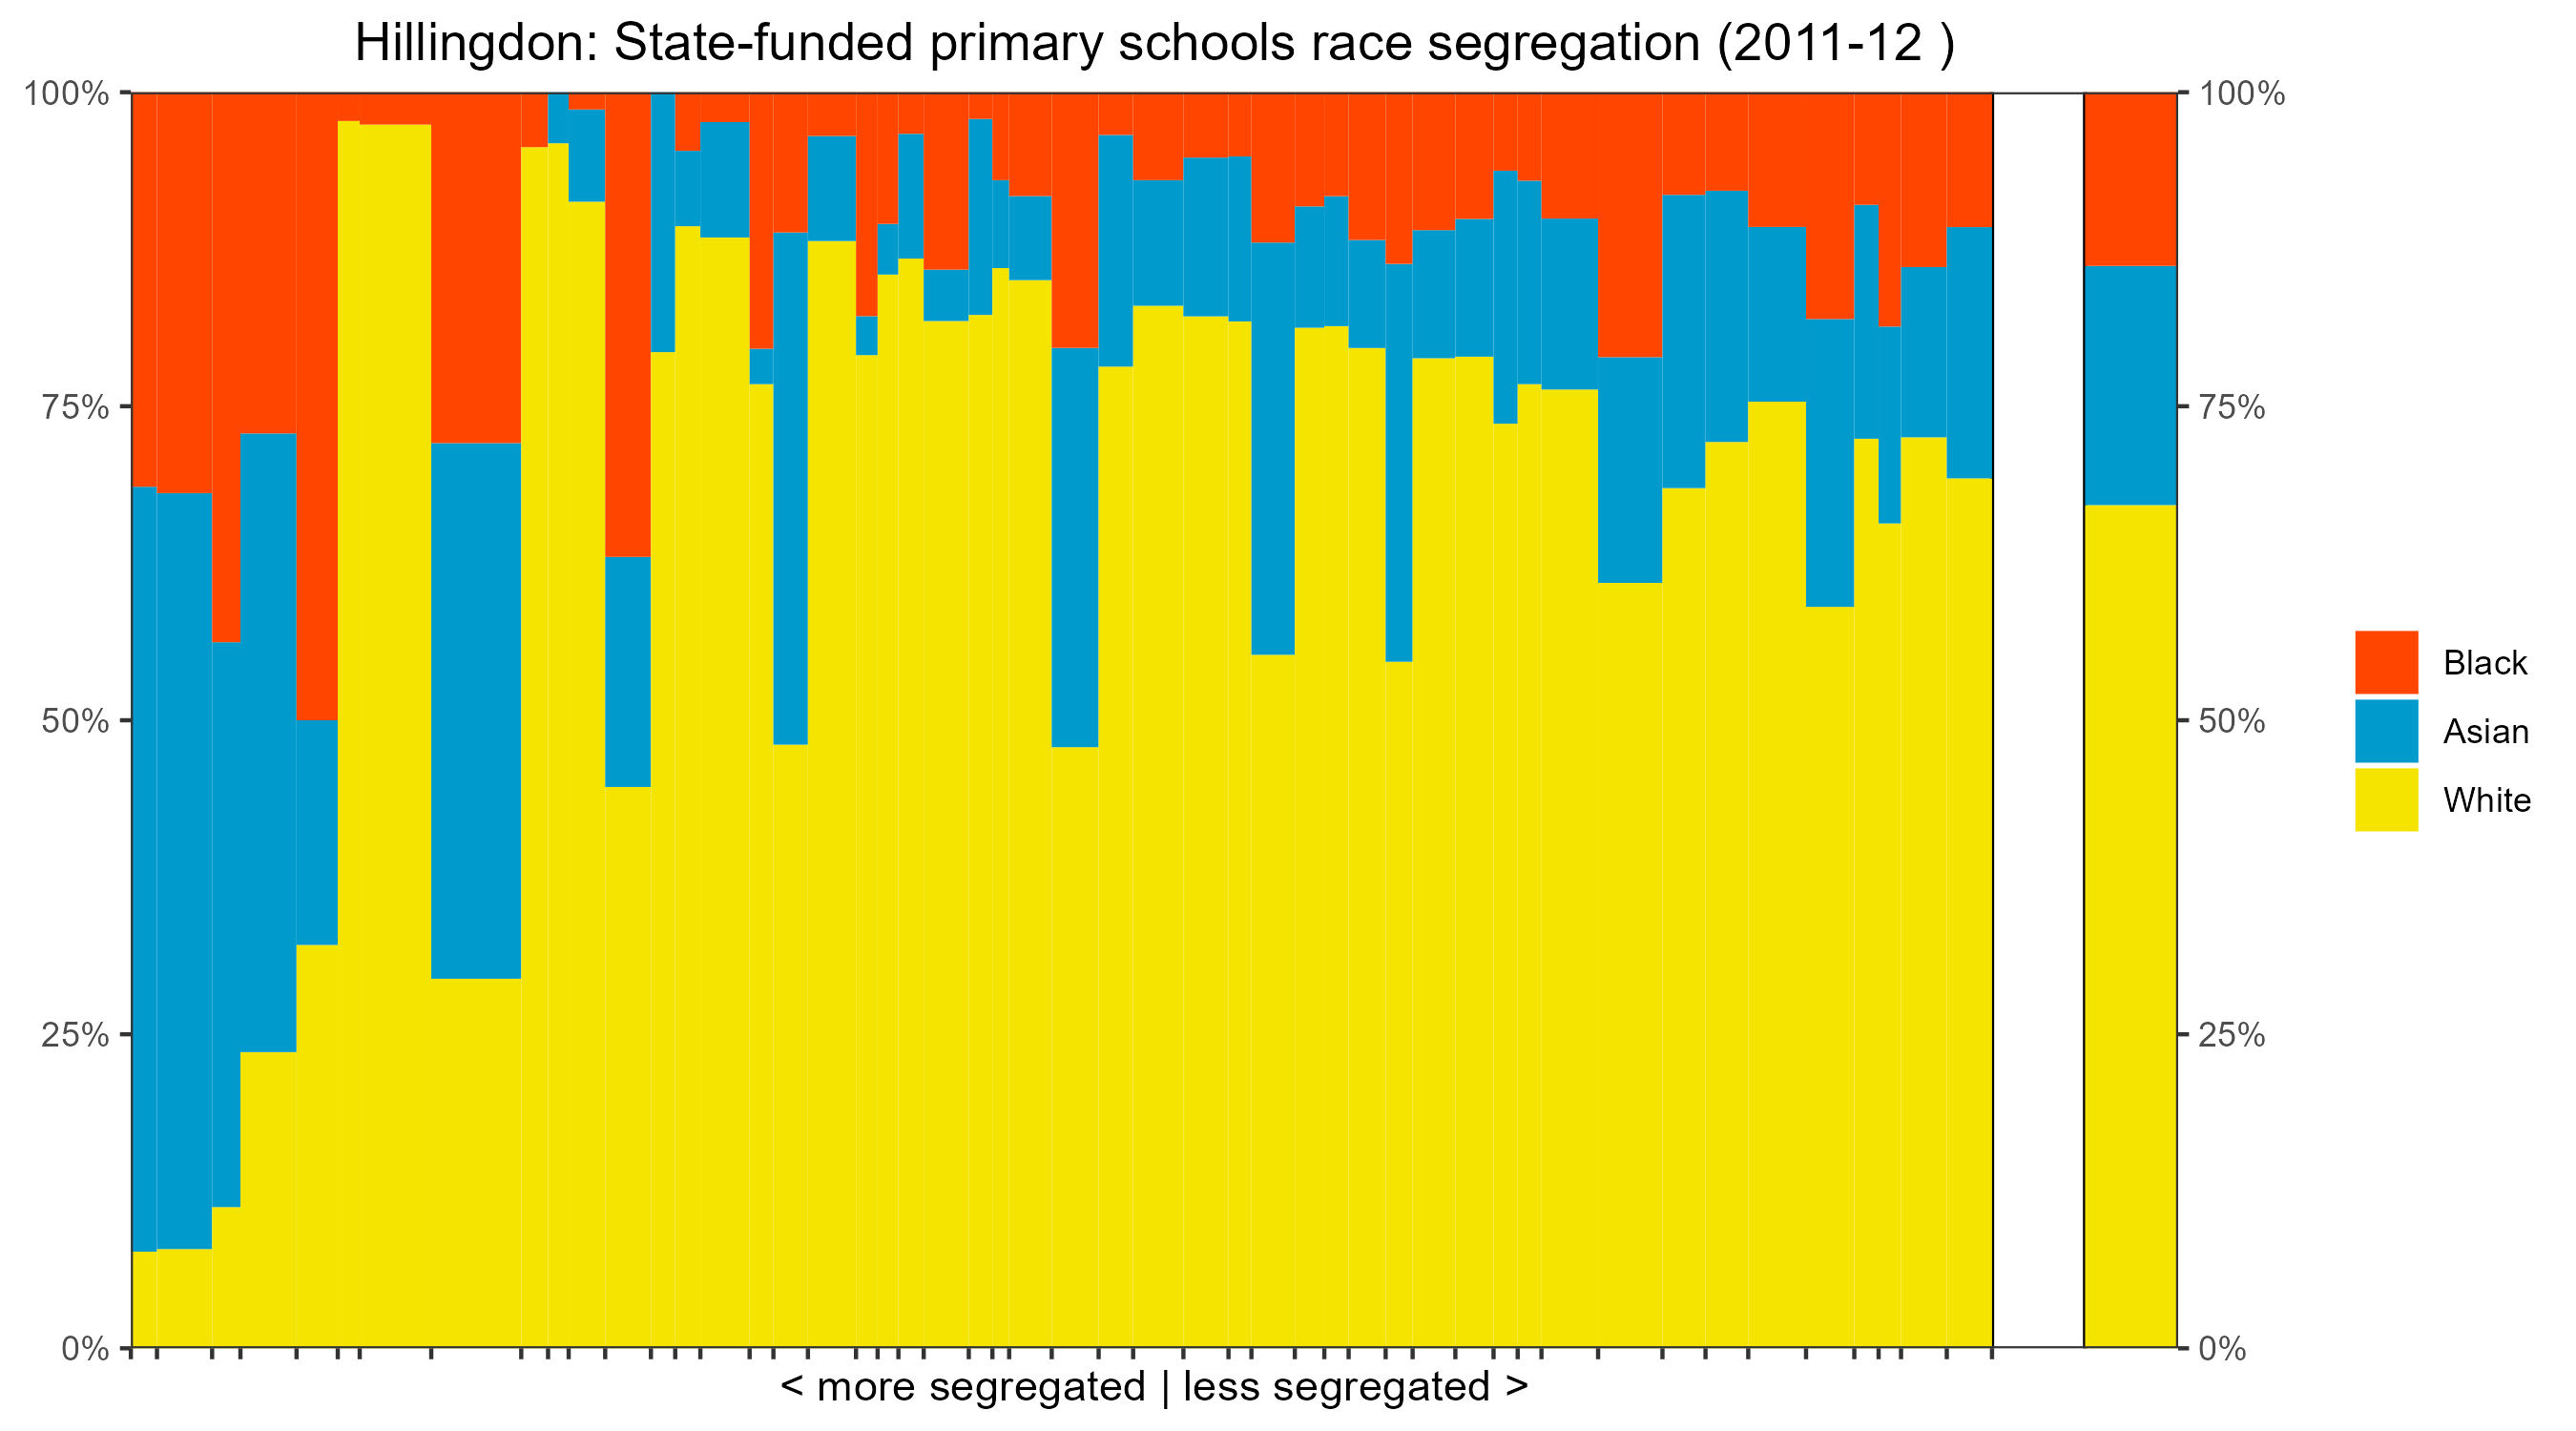 Hillingdon: State-funded primary schools race segregation (2011-12 )
100%
75%
50%
25%
0%
100%
75%
50%
25%
0%
Black
Asian
White
< more segregated | less segregated >